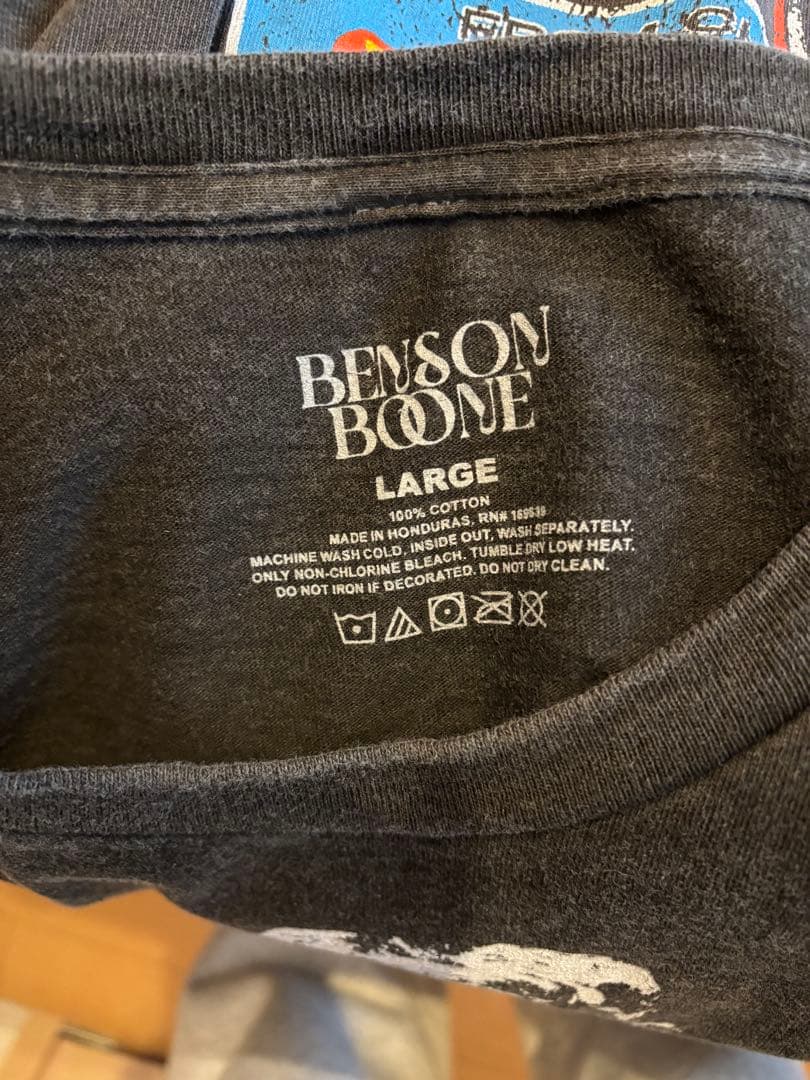 BENSON
BOONE
LARGE
100% COTTON
MADE IN HONDURAS, RN#
MACHINE WASH COLD, INSIDE OUT, WASH SEPARATELY.
ONLY NON-CHLORINE BLEACH. TUMBLE DRY LOW HEAT.
DO NOT IRON IF DECORATED. DO NOT DRY CLEAN.